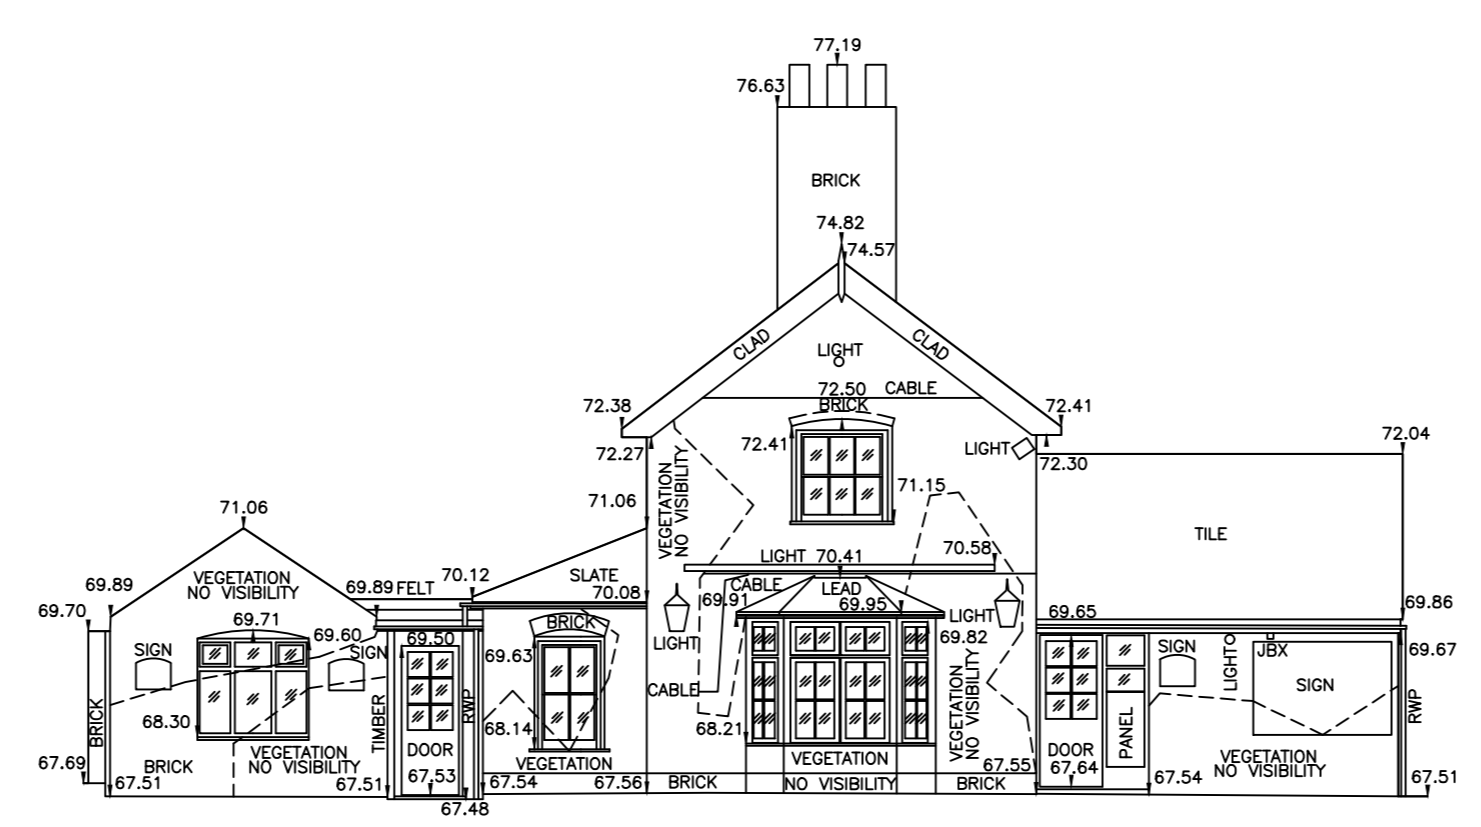 77.19
76.63
BRICK
74.82
74.57
CLAD
CLAD
LIGHT
72.50 CABLE
BRICK
72.38
72.41
72.41
72.27
LIGHT
72.30
72.04
VEGETATION
NO VISIBILITY
71.15
71.06
71.06
TILE
LIGHT 70.41
70.58
VEGETATION
NO VISIBILITY
69.89
69.89 FELT
70.12
SLATE
70.08
CABLE
69.91
LEAD
69.95
LIGHT
69.86
69.70
69.71
69.60
69.50
BRICK
69.63
LIGHT
69.82
69.65
69.67
SIGN
SIGN
SIGN
LIGHT
JBX
SIGN
CABLE
68.30
68.14
68.21
BRICK
TIMBER
RWP
VEGETATION
NO VISIBILITY
PANEL
RWP
BRICK
VEGETATION
NO VISIBILITY
DOOR
67.53
VEGETATION
VEGETATION
NO VISIBILITY
DOOR
67.64
VEGETATION
NO VISIBILITY
67.69
67.51
67.51
67.48
67.54
67.56
BRICK
BRICK
67.55
67.54
67.51